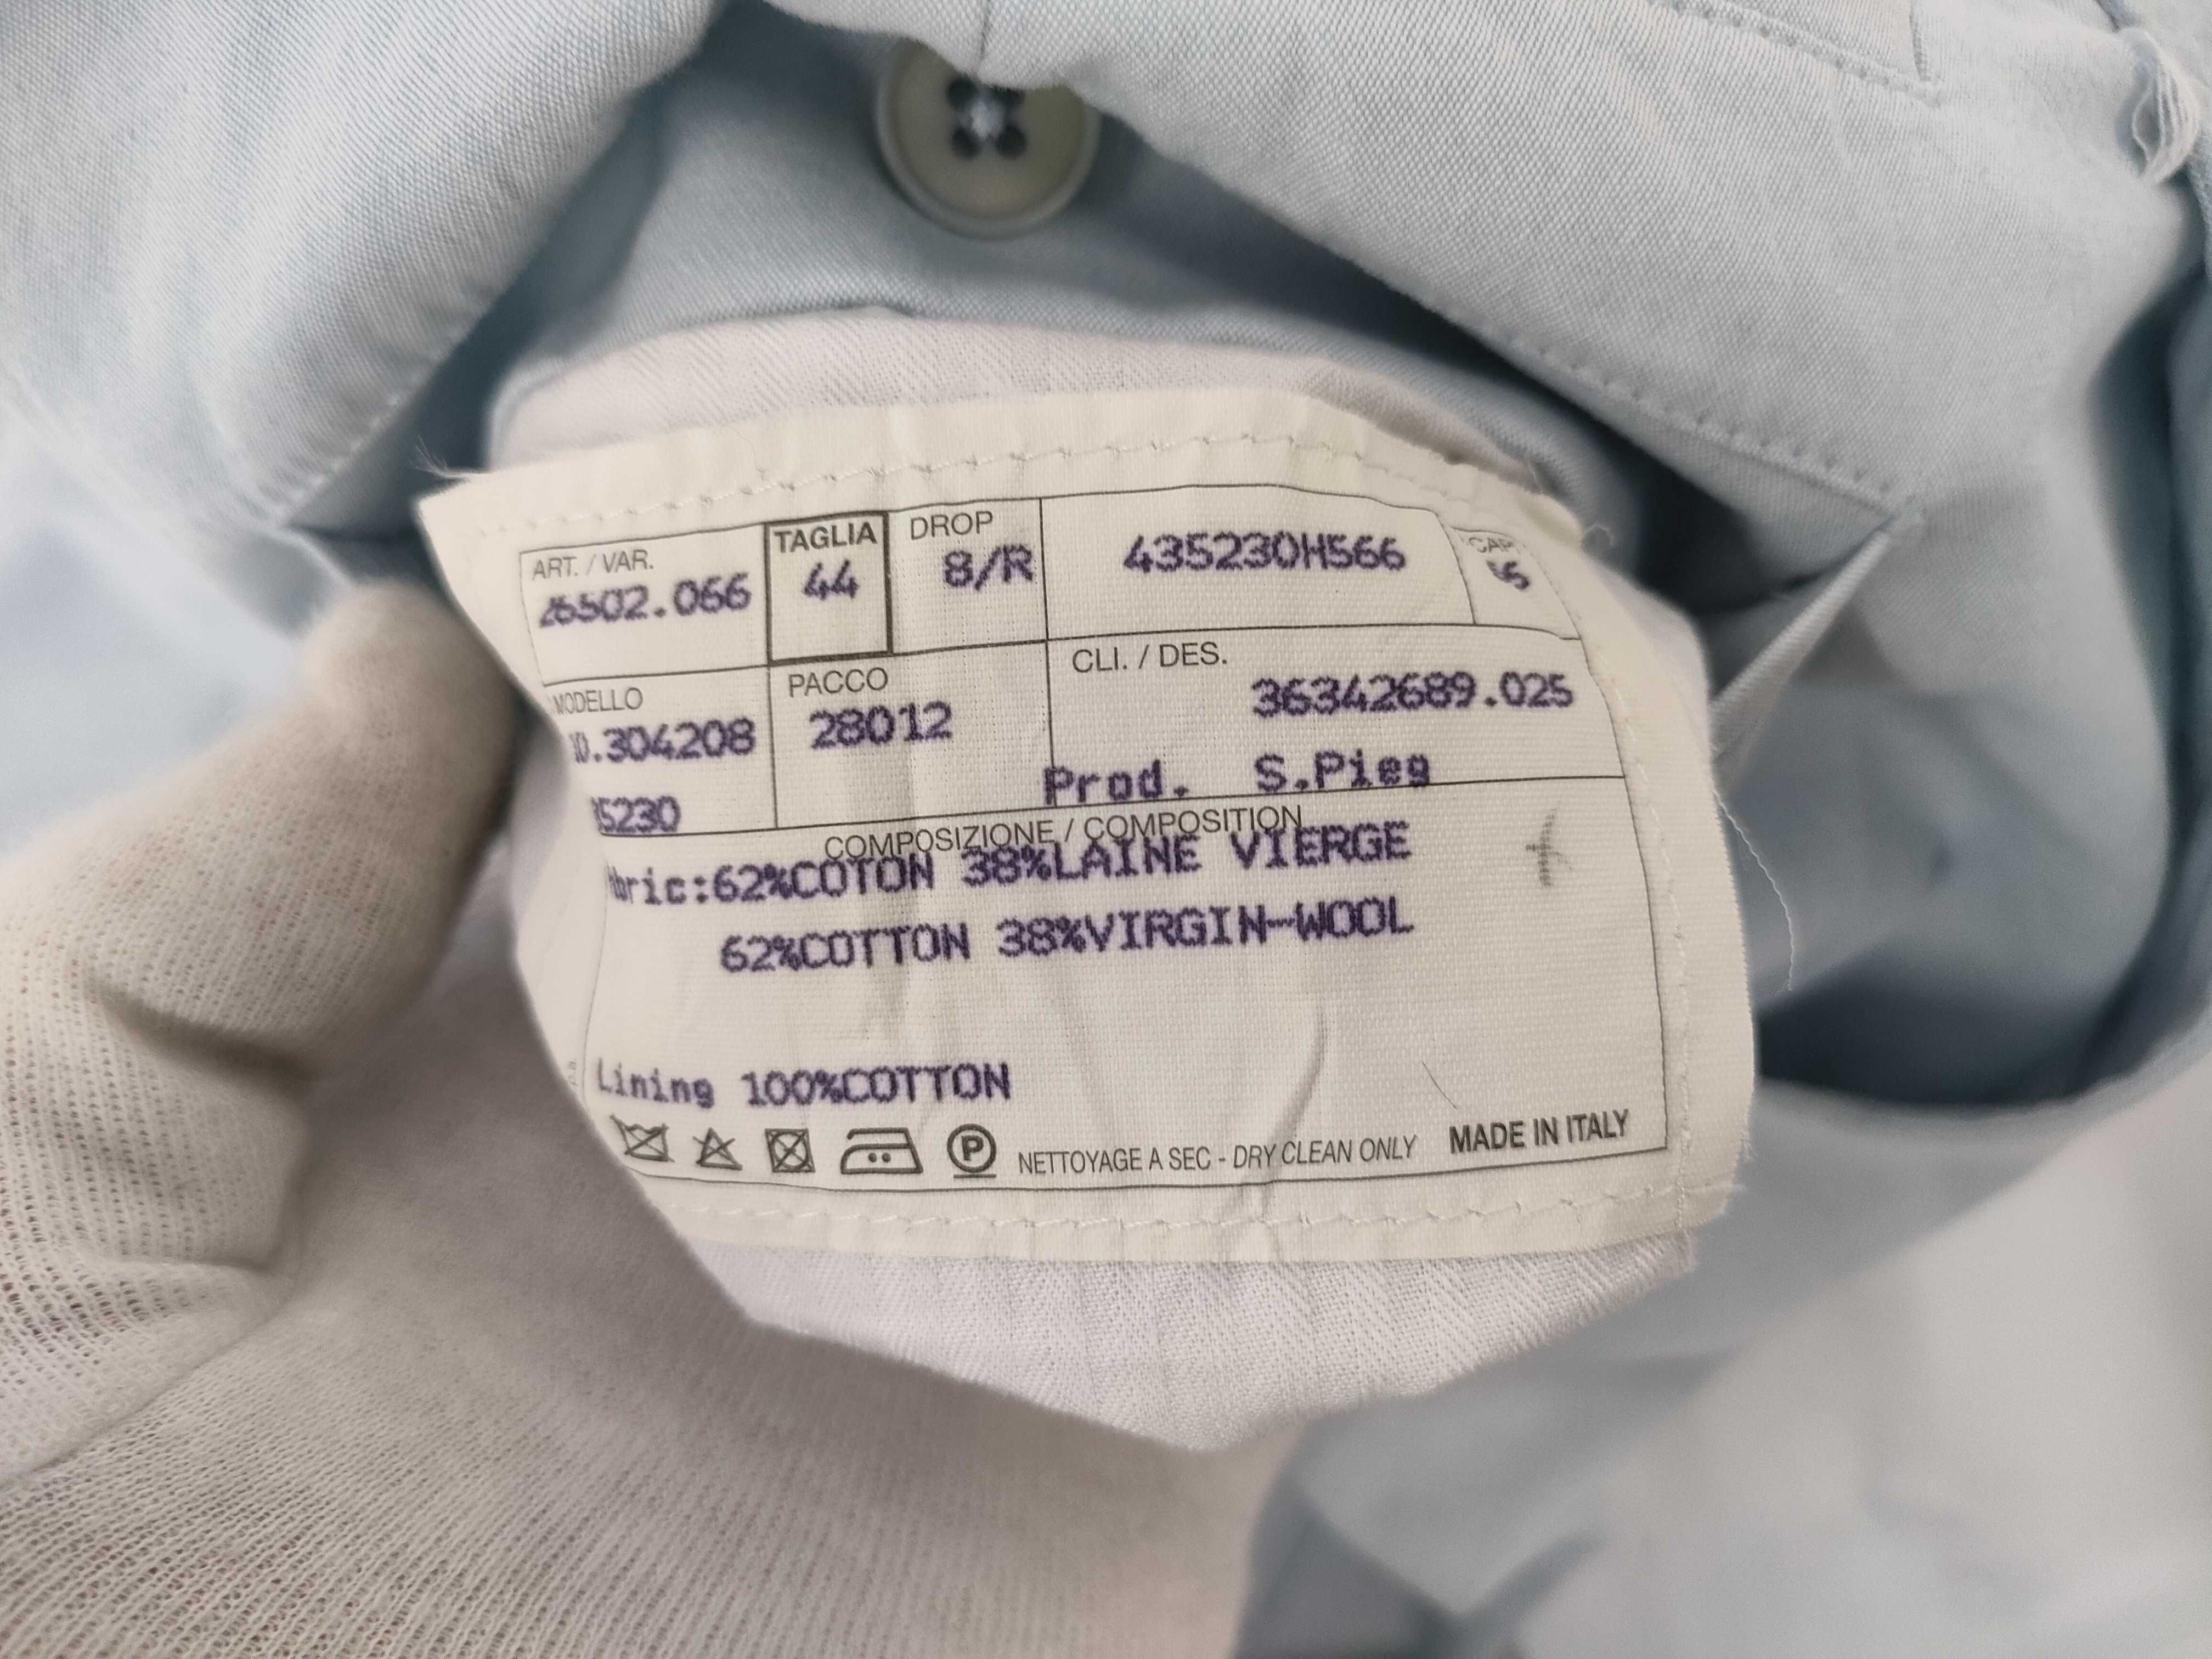 ART. / VAR. TAGLIA DROP 435230H566 CAP
26502.066 44 8/R
MODELLO PACCO CLI. / DES.
.304208 28012 36342689.025
5230 Prod. S.Pieg
COMPOSIZIONE / COMPOSITION
bric:62%COTON 38%LAINE VIERGE
62%COTTON 38%VIRGIN-WOOL
Lining 100%COTTON
P NETTOYAGE A SEC - DRY CLEAN ONLY MADE IN ITALY